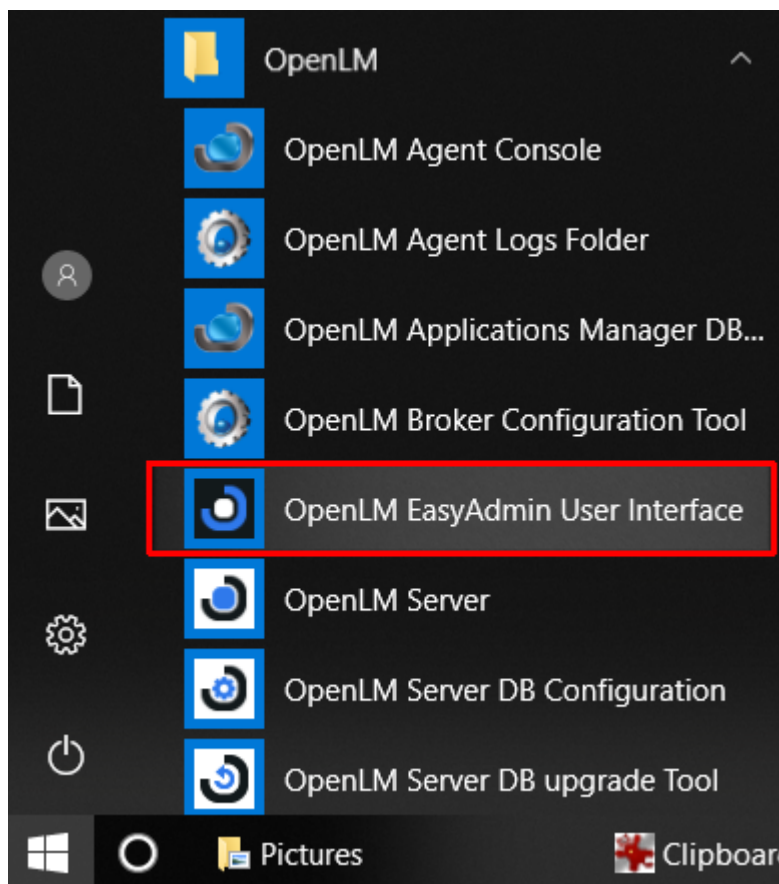 OpenLM
OpenLM Agent Console
OpenLM Agent Logs Folder
OpenLM Applications Manager DB...
OpenLM Broker Configuration Tool
OpenLM EasyAdmin User Interface
OpenLM Server
OpenLM Server DB Configuration
OpenLM Server DB upgrade Tool
Pictures Clipboar